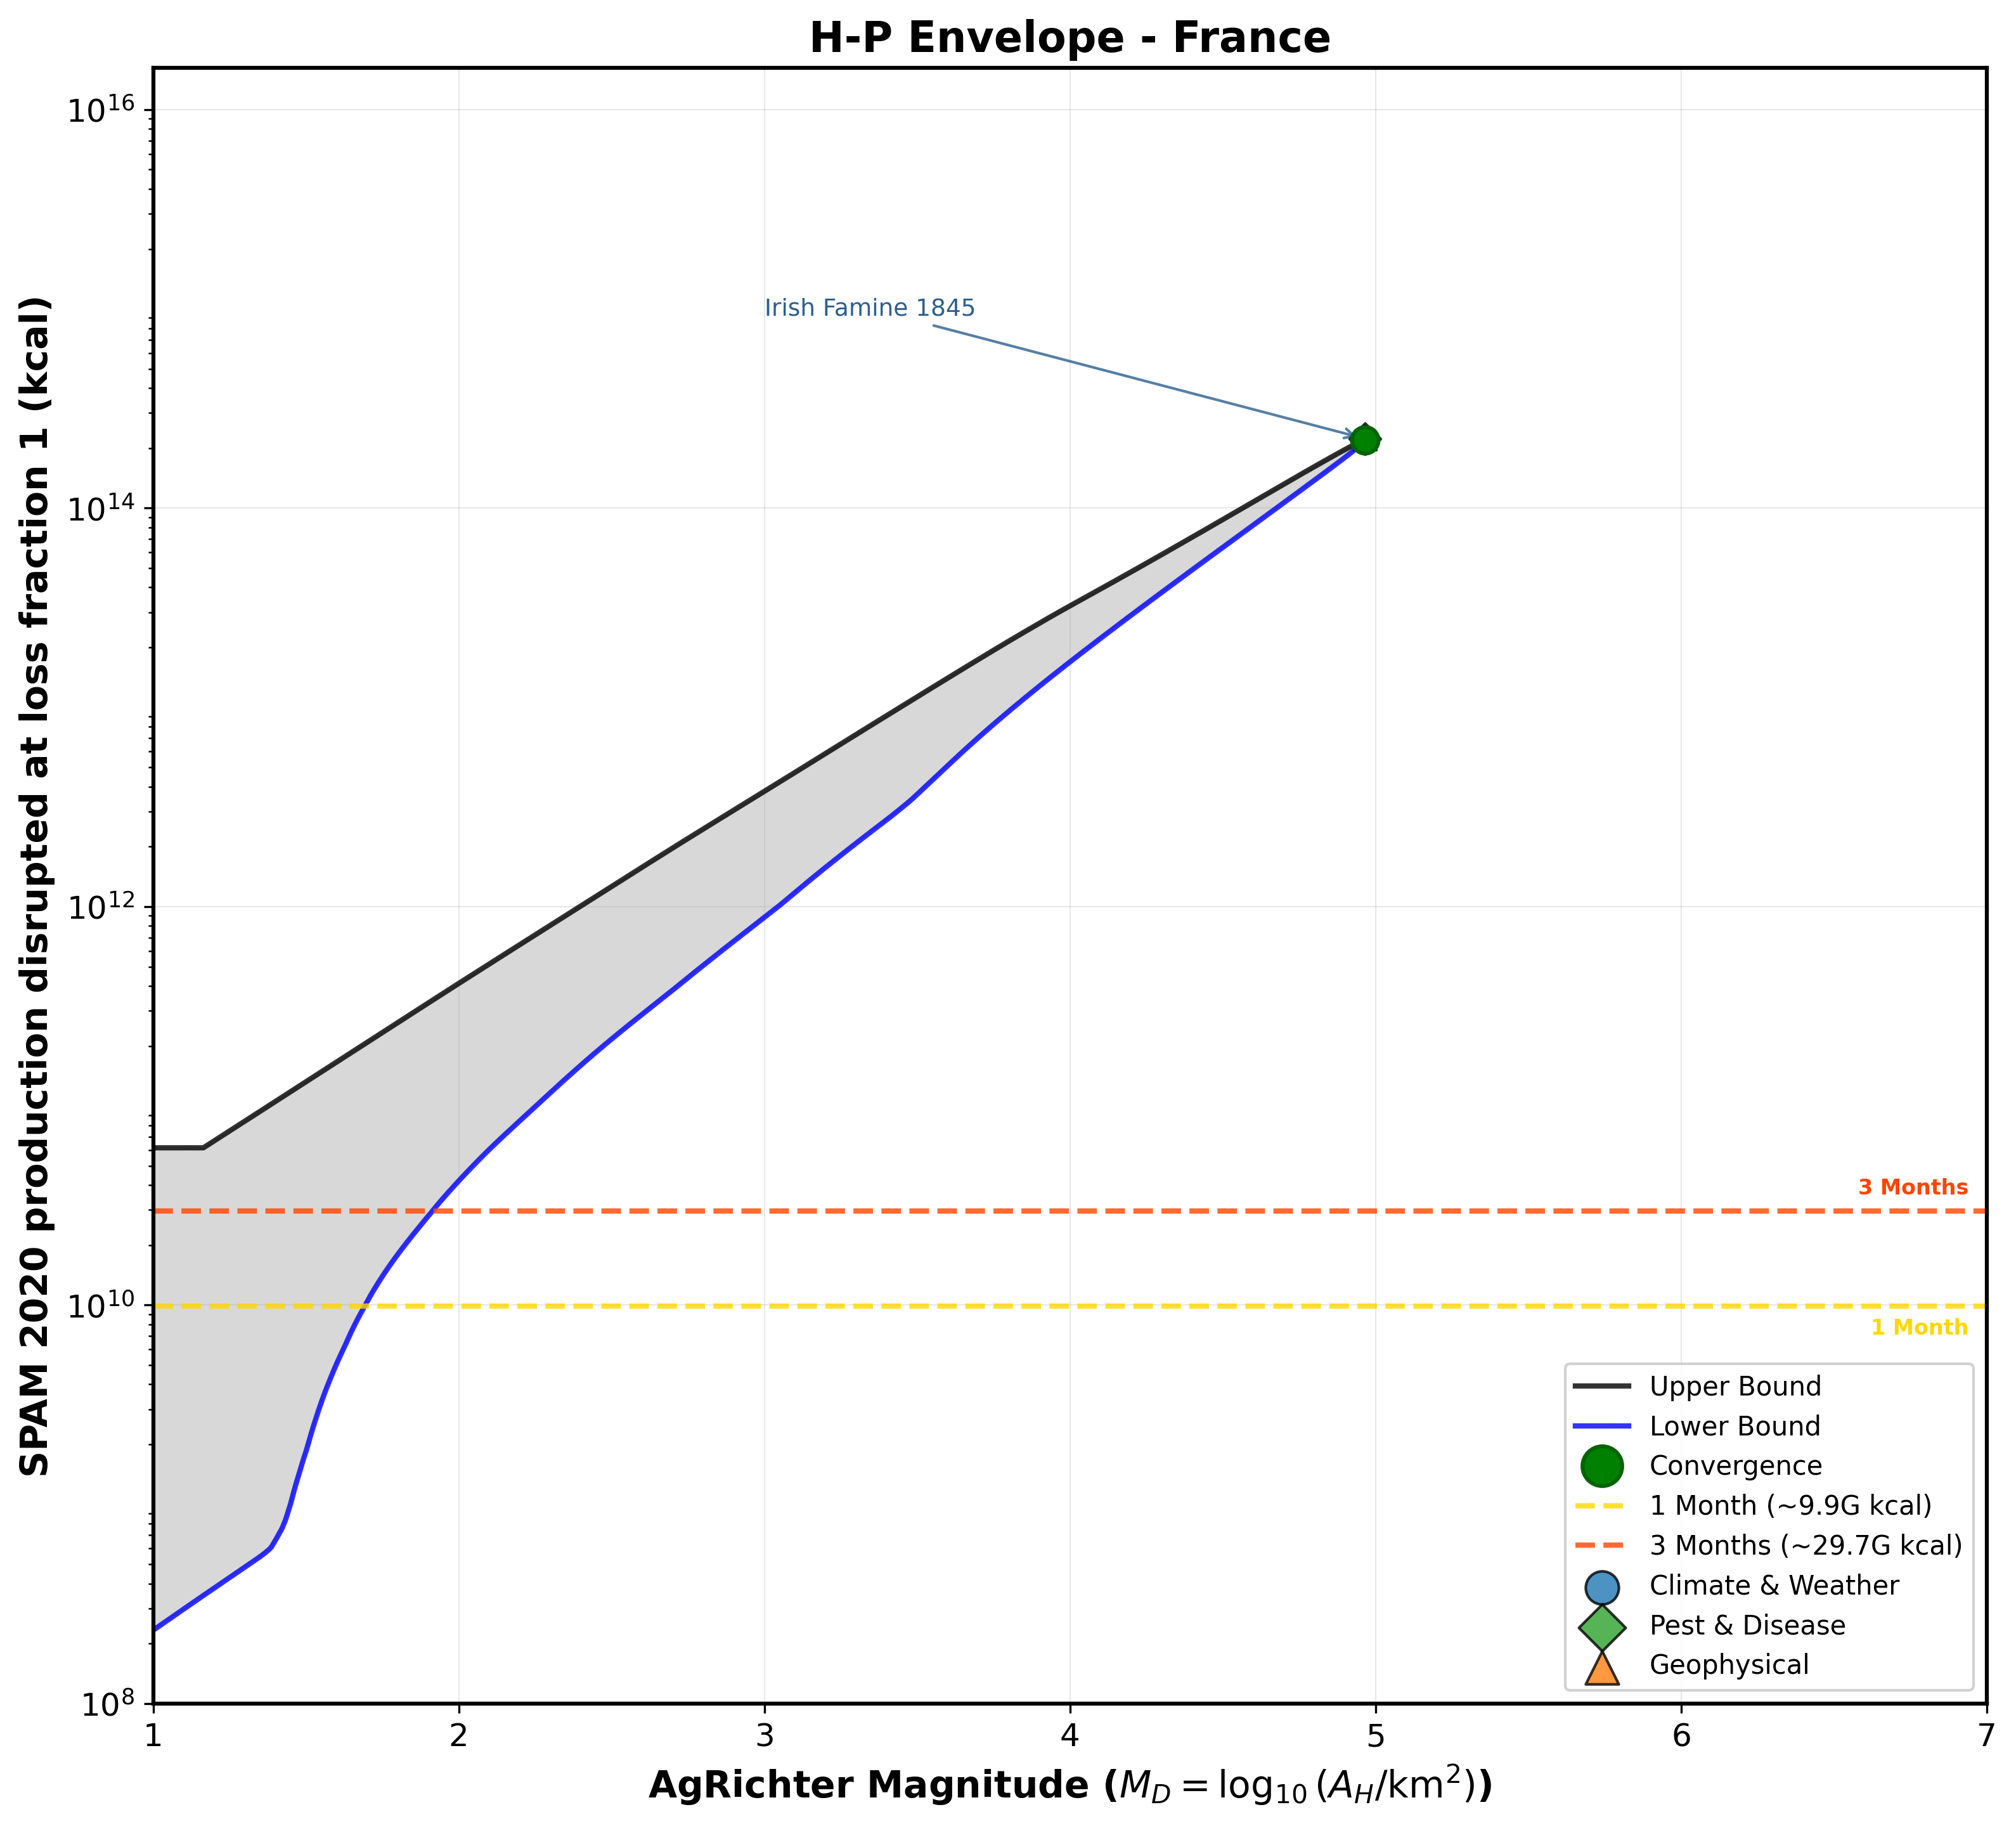 H-P Envelope - France
SPAM 2020 production disrupted at loss fraction 1 (kcal)
10^16
10^14
10^12
10^10
10^8
Irish Famine 1845
3 Months
1 Month
Upper Bound
Lower Bound
Convergence
1 Month (~9.9G kcal)
3 Months (~29.7G kcal)
Climate & Weather
Pest & Disease
Geophysical
1 2 3 4 5 6 7
AgRichter Magnitude (M_D = log_10 (A_H/km^2))